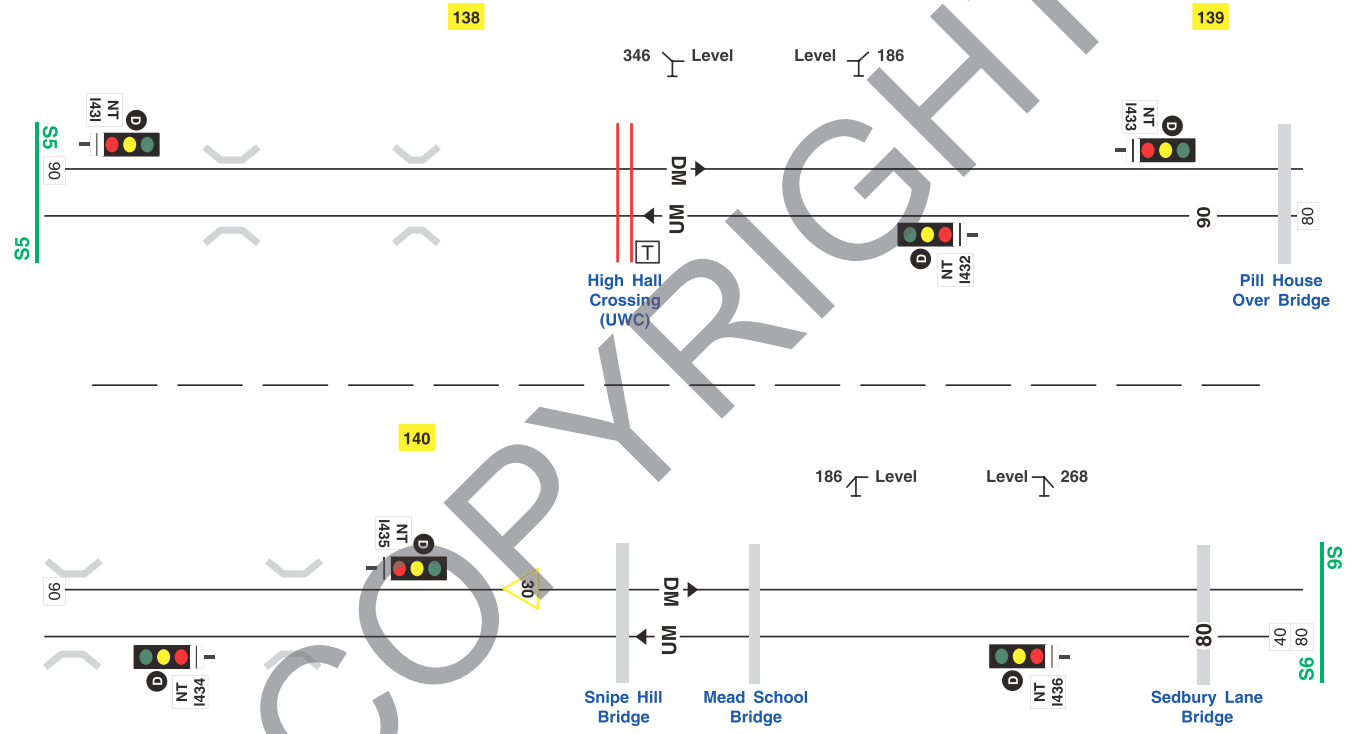 138
139
346 Level
Level 186
NT
I431
D
NT
I433
D
S5
90
DM
UM
90
80
S5
T
D
NT
I432
High Hall
Crossing
(UWC)
Pill House
Over Bridge
140
186 Level
Level 268
NT
I435
D
S6
90
30
DM
UM
80
40
80
S6
D
NT
I434
D
NT
I436
Snipe Hill
Bridge
Mead School
Bridge
Sedbury Lane
Bridge
COPYRIGHT